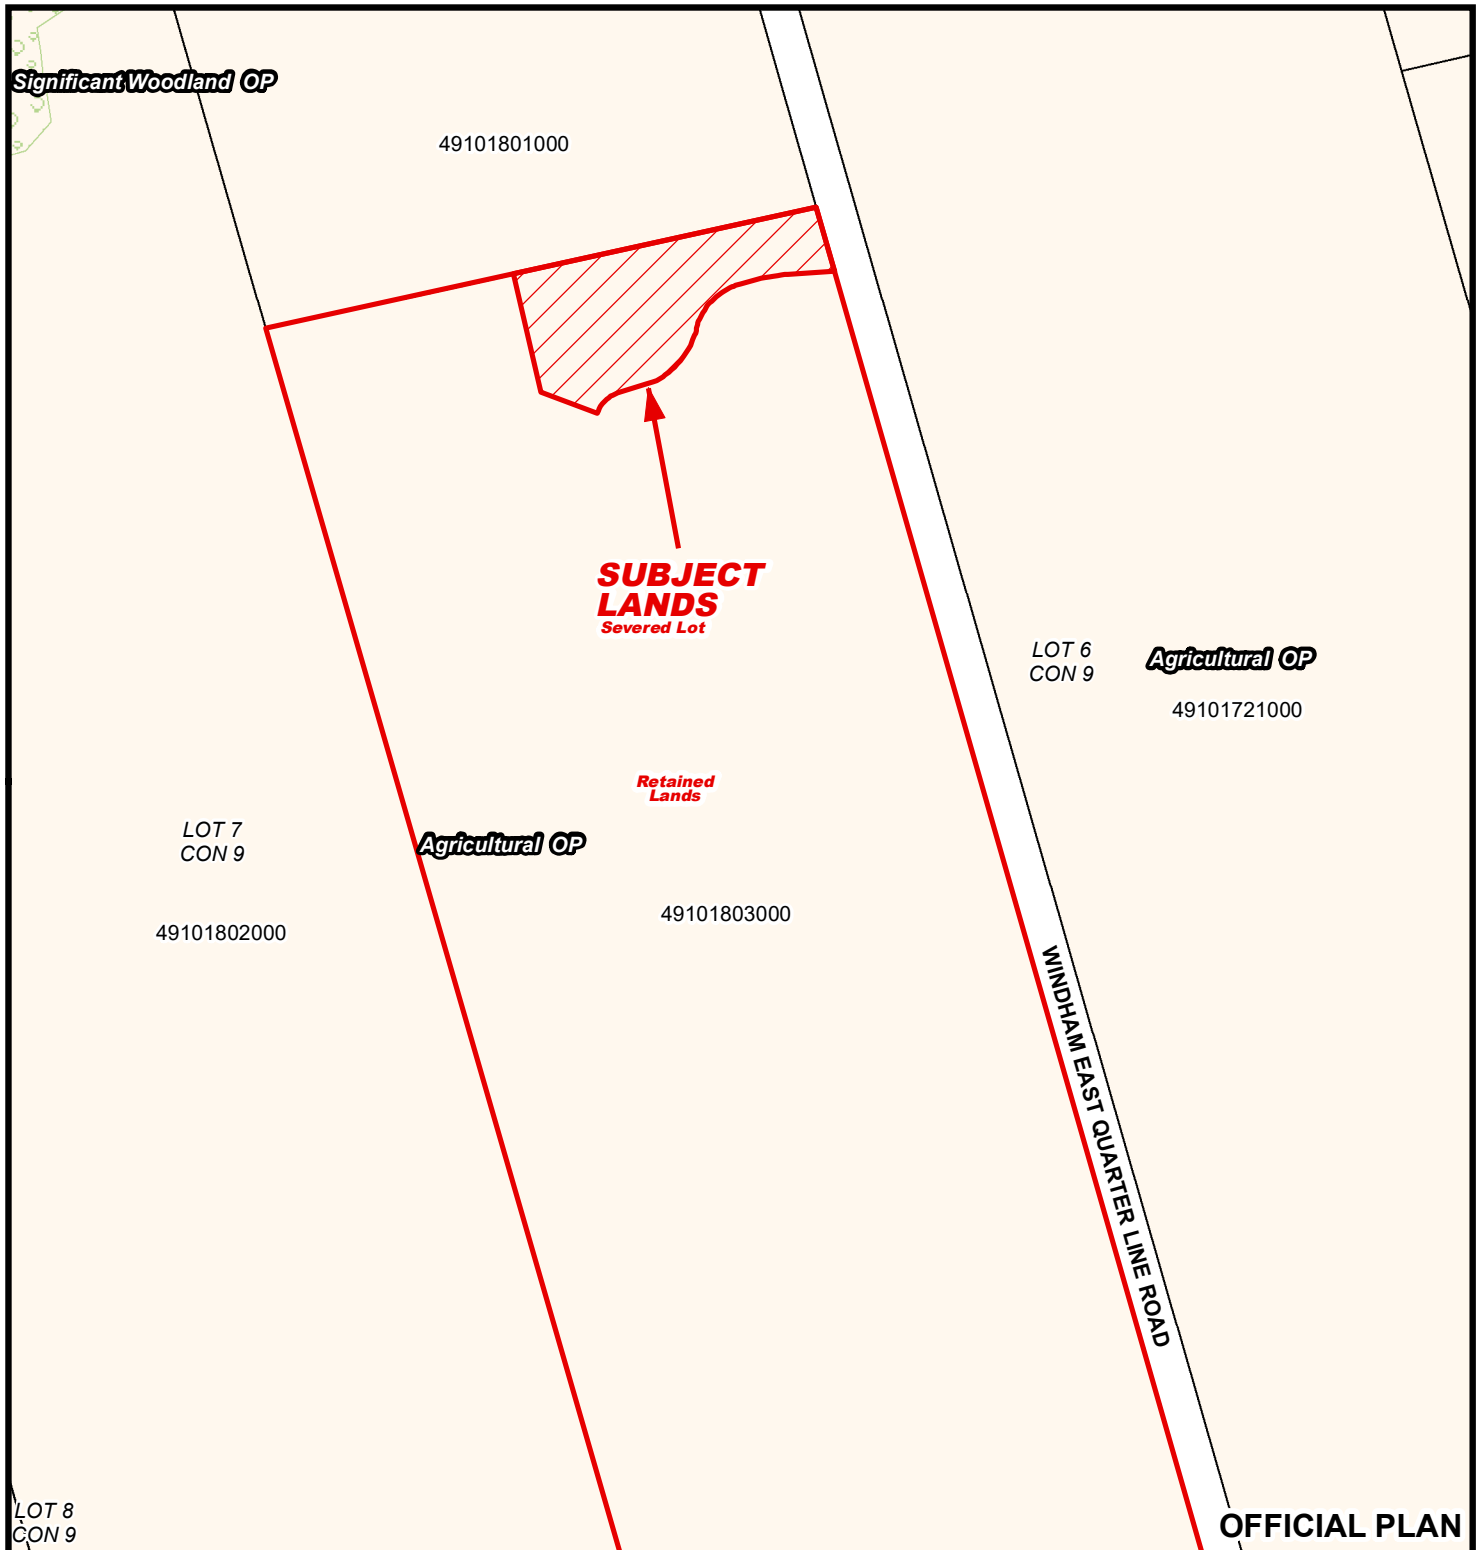 Significant Woodland OP
49101801000
SUBJECT
LANDS
Severed Lot
LOT 6
CON 9
Agricultural OP
49101721000
Retained
Lands
LOT 7
CON 9
Agricultural OP
49101802000
49101803000
WINDHAM EAST QUARTER LINE ROAD
LOT 8
CON 9
OFFICIAL PLAN